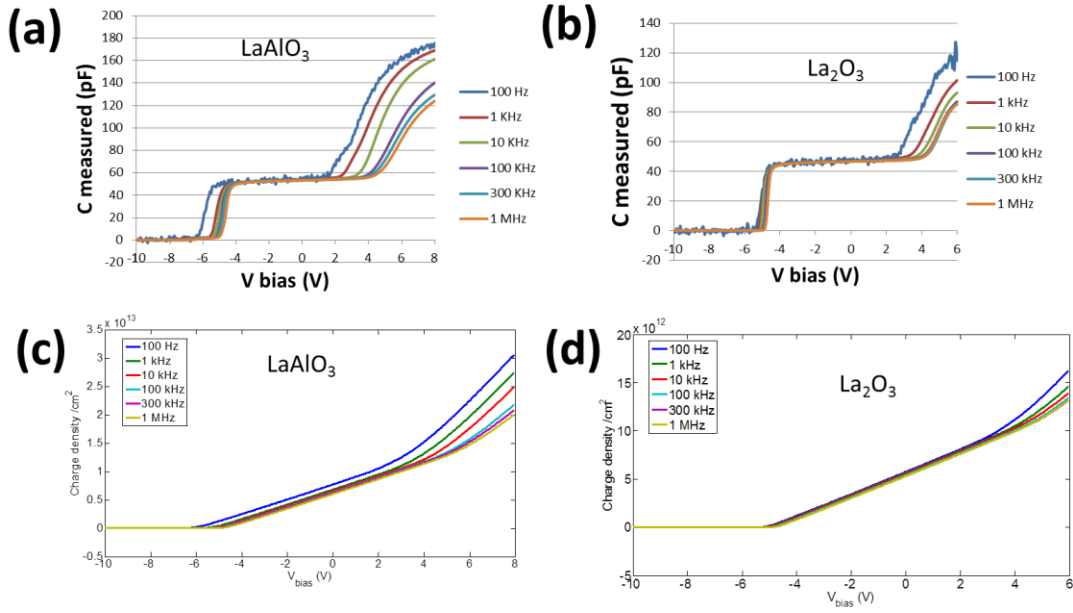 (a)
LaAlO3
C measured (pF)
200
180
160
140
120
100
80
60
40
20
0
-20
-10 -8 -6 -4 -2 0 2 4 6 8
V bias (V)
100 Hz
1 KHz
10 KHz
100 KHz
300 KHz
1 MHz
(b)
La2O3
C measured (pF)
140
120
100
80
60
40
20
0
-20
-10 -8 -6 -4 -2 0 2 4 6
V bias (V)
100 Hz
1 kHz
10 kHz
100 kHz
300 kHz
1 MHz
(c)
x 10^13
LaAlO3
Charge density /cm2
3.5
3
2.5
2
1.5
1
0.5
0
-0.5
100 Hz
1 kHz
10 kHz
100 kHz
300 kHz
1 MHz
-10 -8 -6 -4 -2 0 2 4 6 8
Vbias (V)
(d)
x 10^12
La2O3
Charge density /cm2
20
15
10
5
0
-5
100 Hz
1 kHz
10 kHz
100 kHz
300 kHz
1 MHz
-10 -8 -6 -4 -2 0 2 4 6
Vbias (V)